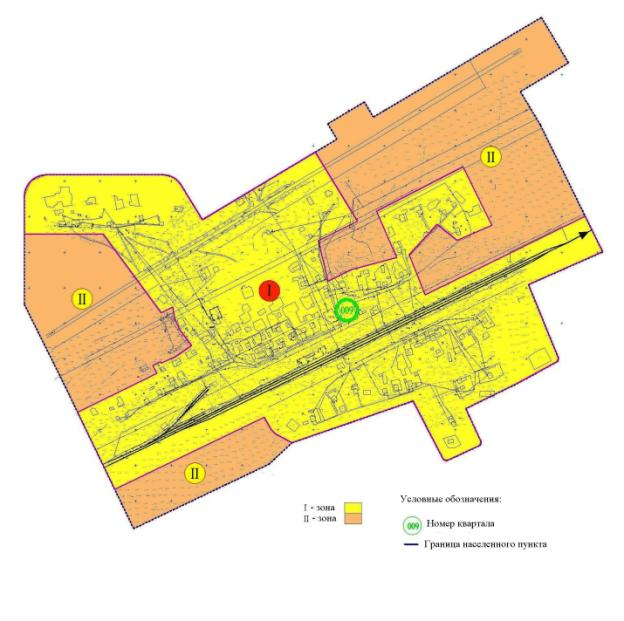 II
II
I
009
II
I - зона
II - зона
Условные обозначения:
009 Номер квартала
Граница населенного пункта